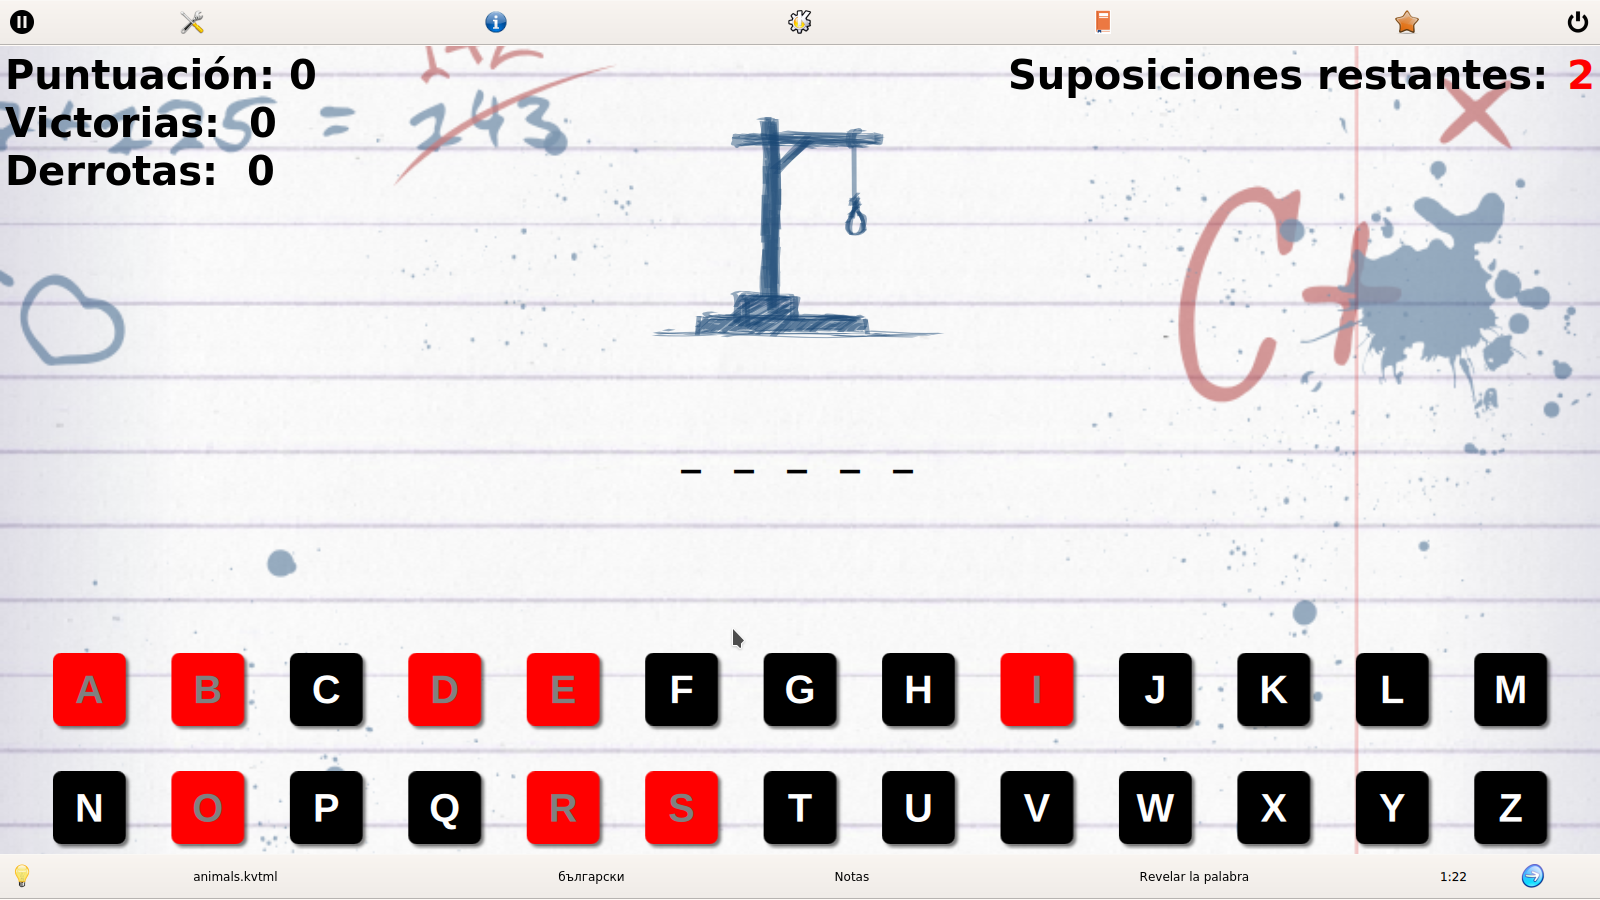 Puntuación: 0
Suposiciones restantes: 2
Victorias: 0
Derrotas: 0
= 243
C+
A B C D E F G H I J K L M
N O P Q R S T U V W X Y Z
animals.kvtml
български
Notas
Revelar la palabra
1:22